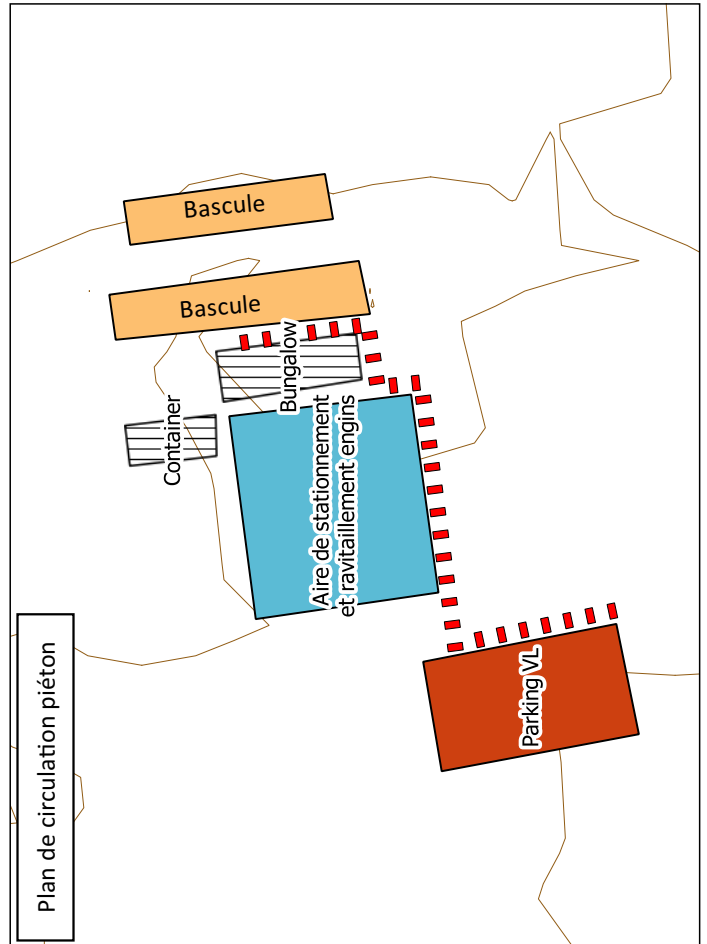 Bascule
Bascule
Bungalow
Container
Aire de stationnement
et ravitaillement engins
Parking VL
Plan de circulation piéton